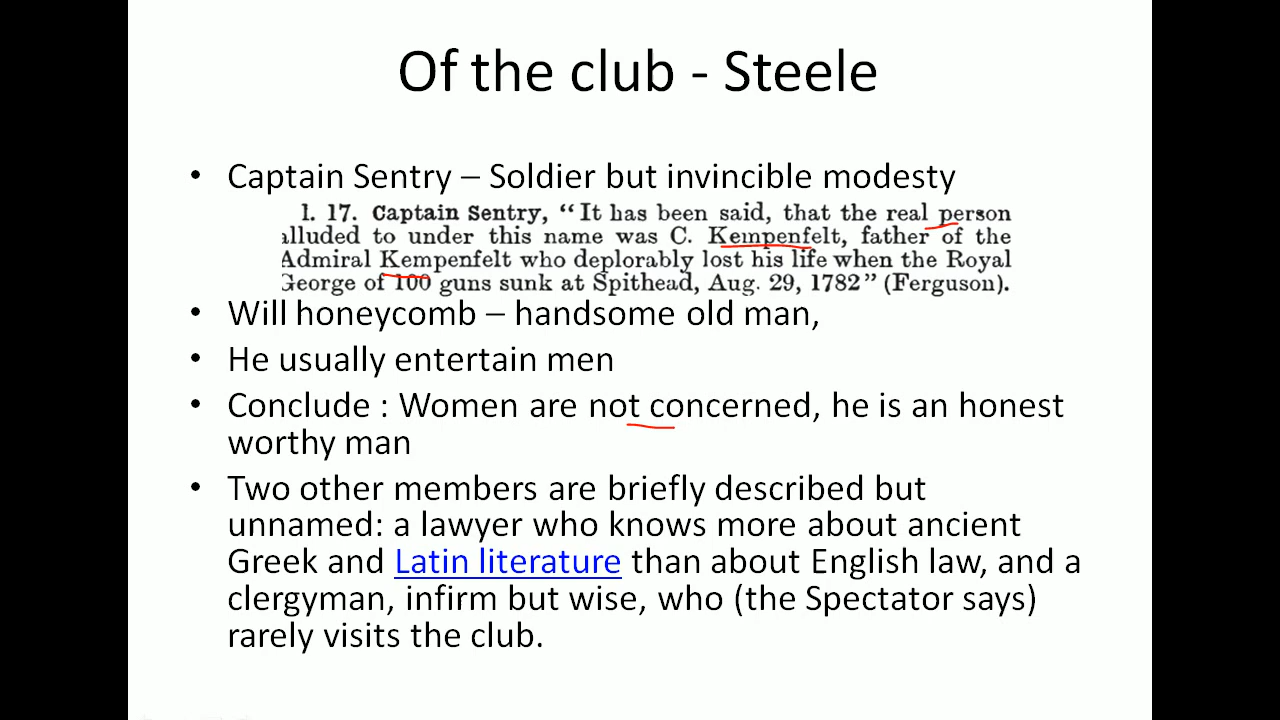 Of the club - Steele
• Captain Sentry – Soldier but invincible modesty
l. 17. Captain Sentry, "It has been said, that the real person
alluded to under this name was C. Kempenfelt, father of the
Admiral Kempenfelt who deplorably lost his life when the Royal
George of 100 guns sunk at Spithead, Aug. 29, 1782" (Ferguson).
• Will honeycomb – handsome old man,
• He usually entertain men
• Conclude : Women are not concerned, he is an honest
worthy man
• Two other members are briefly described but
unnamed: a lawyer who knows more about ancient
Greek and Latin literature than about English law, and a
clergyman, infirm but wise, who (the Spectator says)
rarely visits the club.